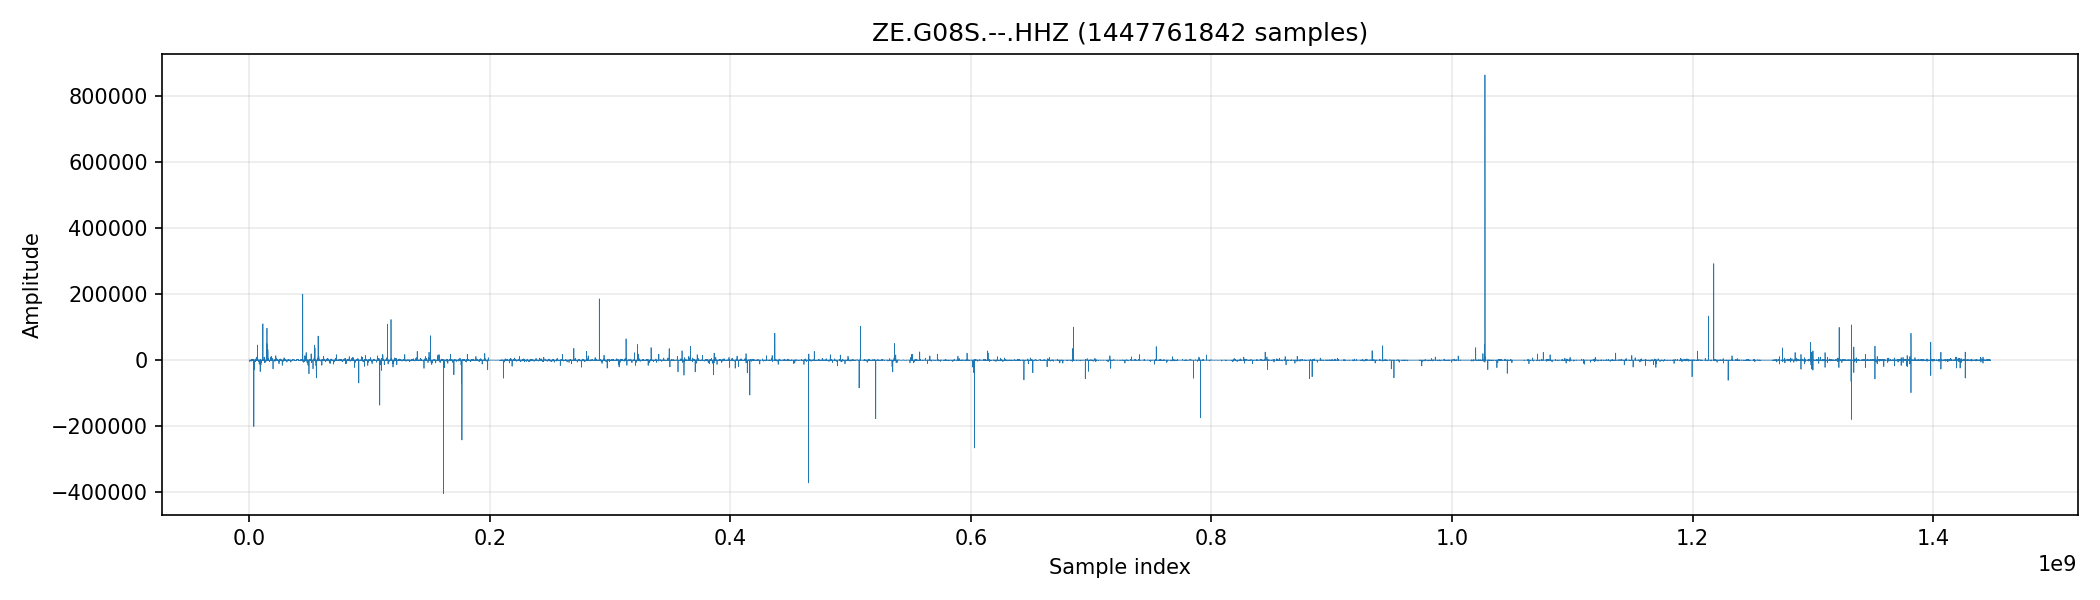 ZE.G08S.--.HHZ (1447761842 samples)
800000
600000
400000
200000
0
−200000
−400000
Amplitude
0.0 0.2 0.4 0.6 0.8 1.0 1.2 1.4
Sample index
1e9